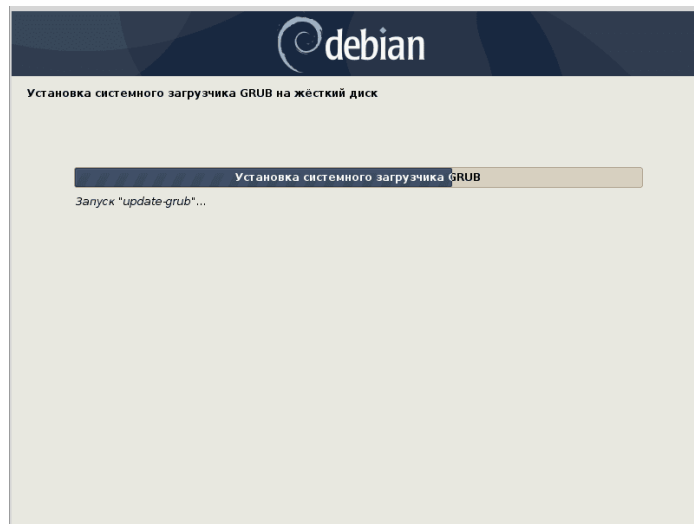 debian
Установка системного загрузчика GRUB на жёсткий диск
Установка системного загрузчика GRUB
Запуск "update-grub"...